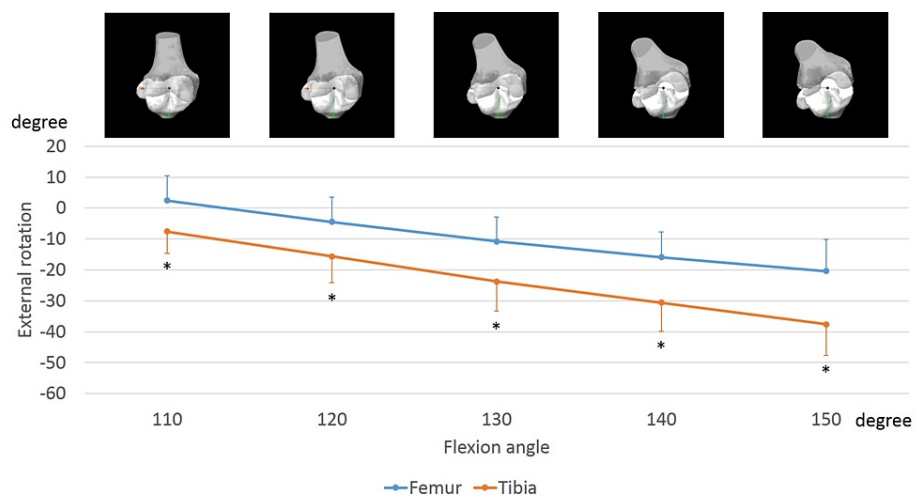 degree
20
10
0
-10
-20
-30
-40
-50
-60
External rotation
*
*
*
*
*
110 120 130 140 150 degree
Flexion angle
Femur Tibia